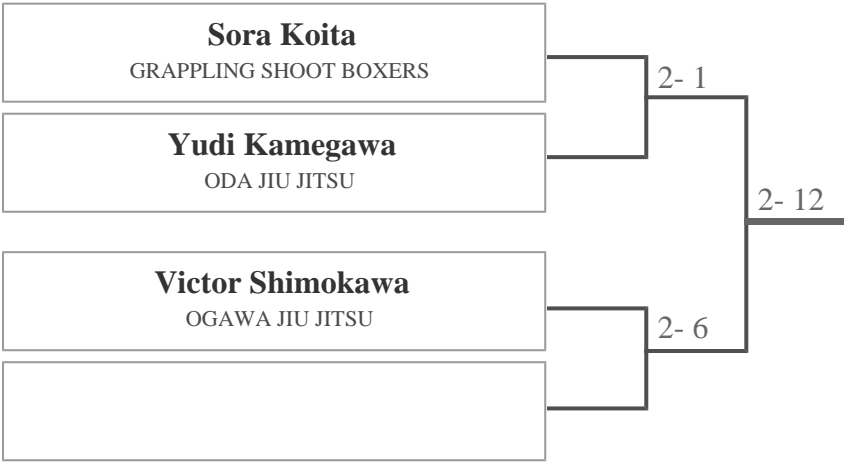 Sora Koita
GRAPPLING SHOOT BOXERS
2- 1
Yudi Kamegawa
ODA JIU JITSU
2- 12
Victor Shimokawa
OGAWA JIU JITSU
2- 6